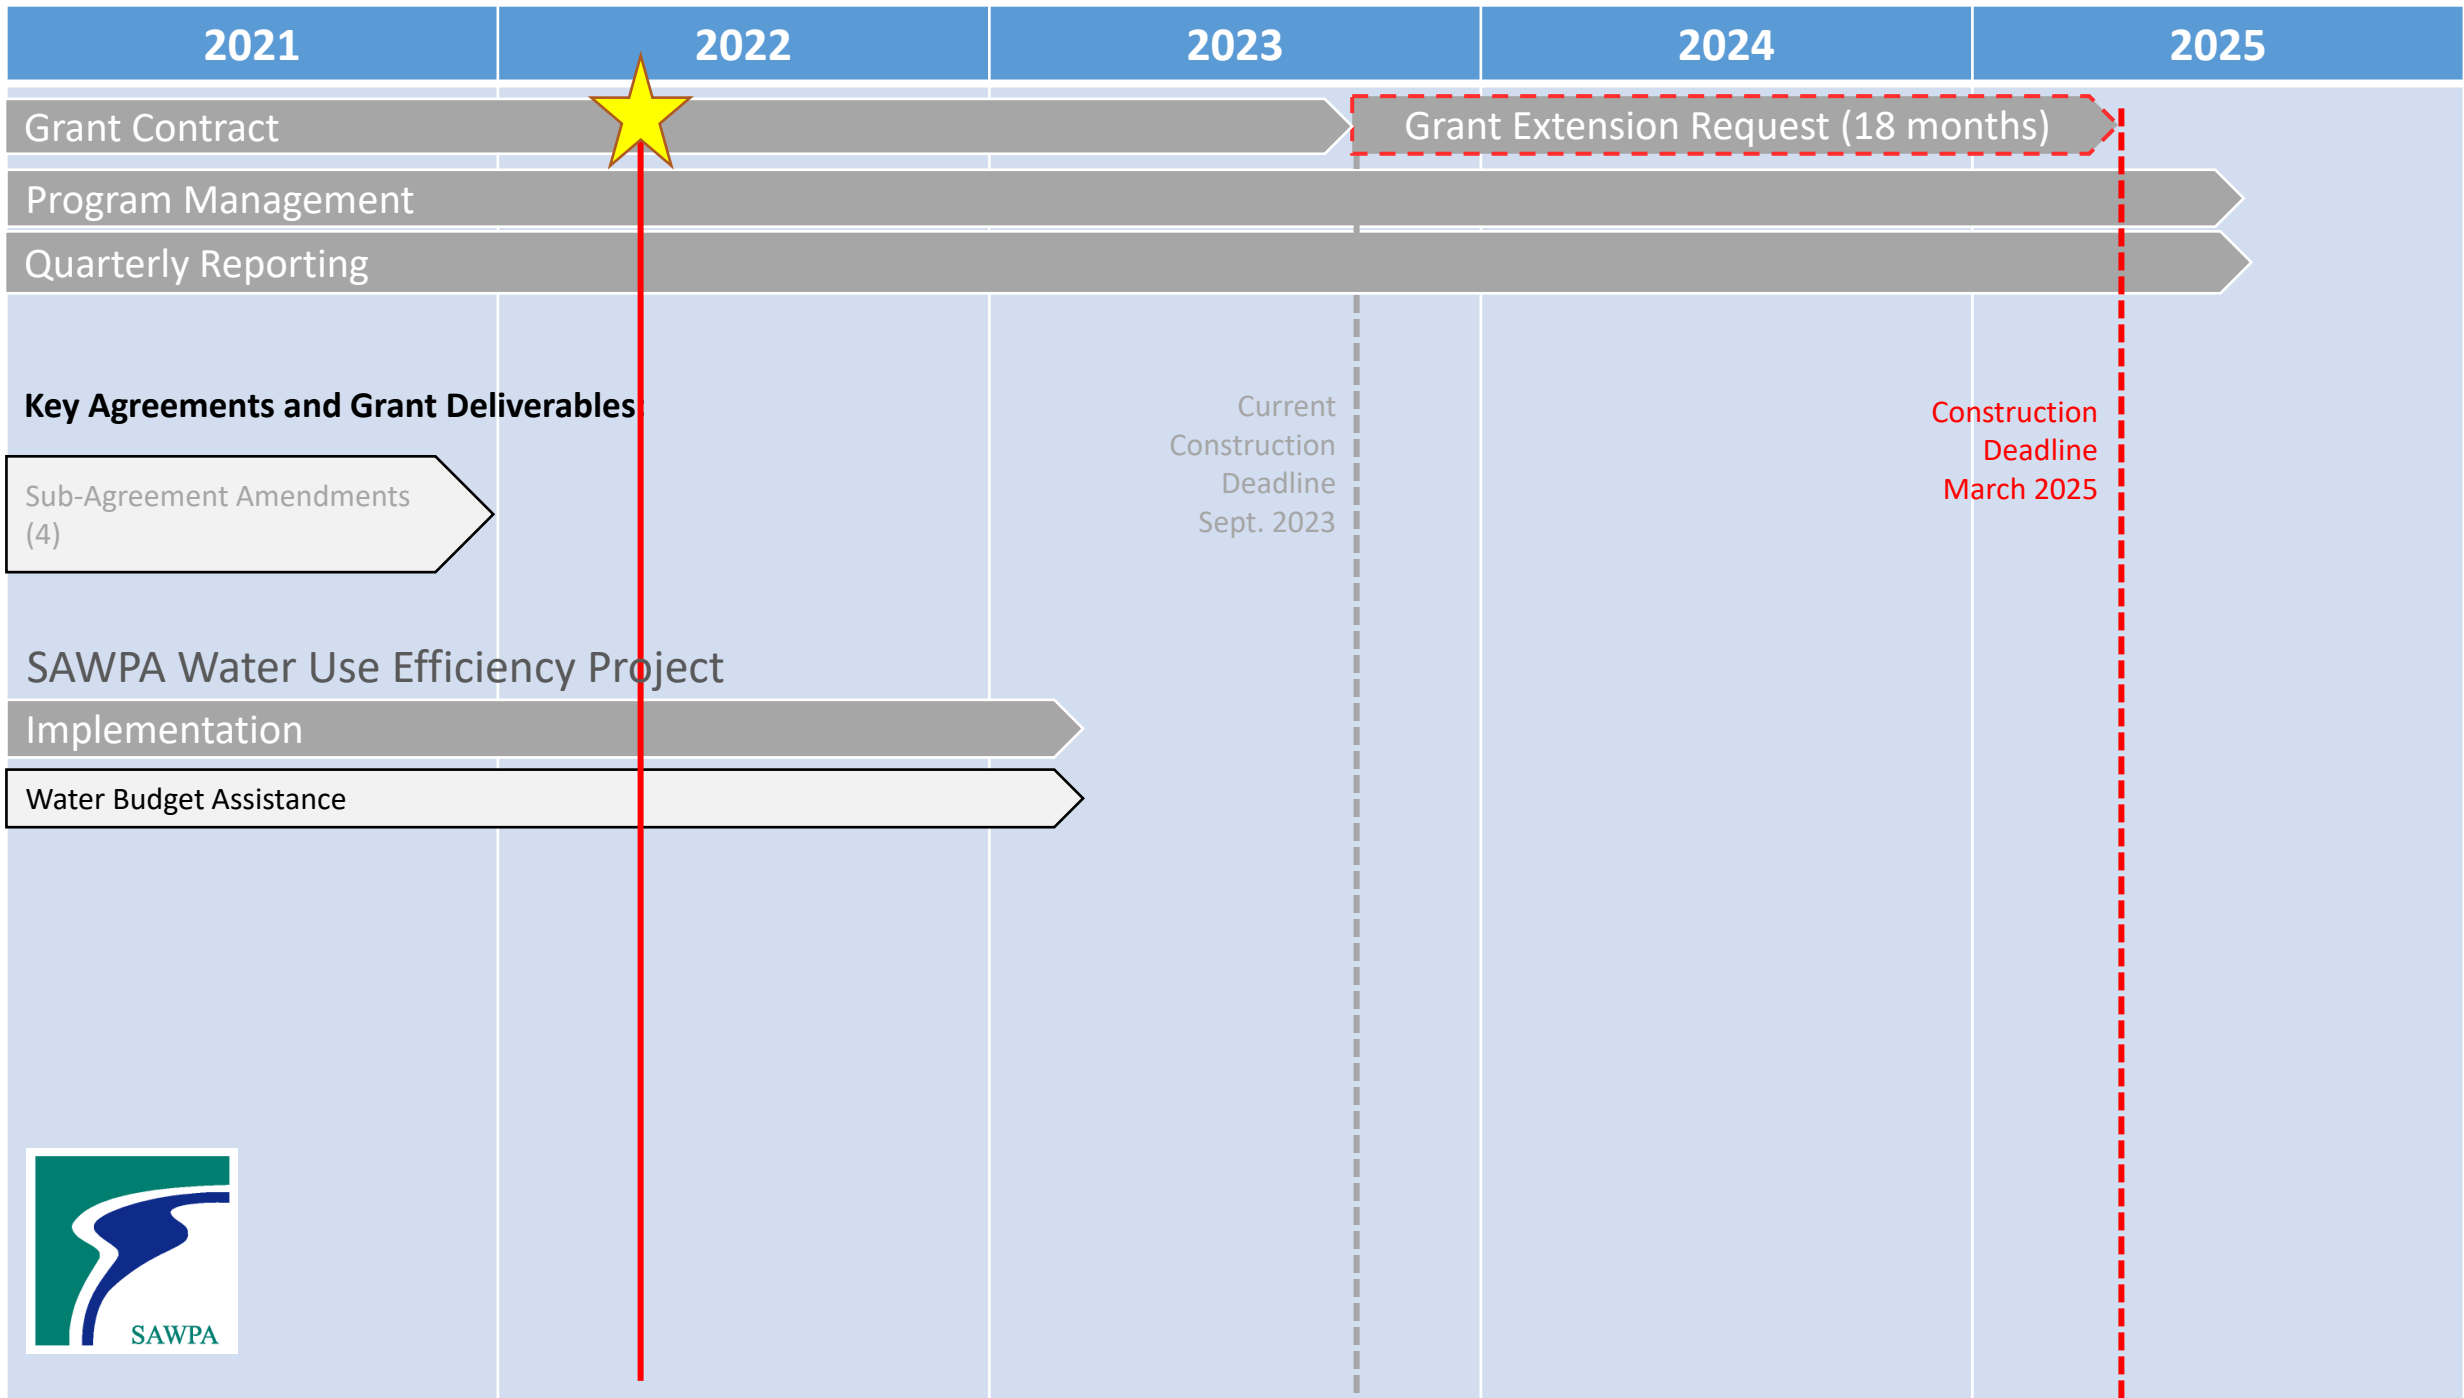 2021 2022 2023 2024 2025
Grant Contract
Grant Extension Request (18 months)
Program Management
Quarterly Reporting
Key Agreements and Grant Deliverables:
Current
Construction
Deadline
Sept. 2023
Construction
Deadline
March 2025
Sub-Agreement Amendments
(4)
SAWPA Water Use Efficiency Project
Implementation
Water Budget Assistance
SAWPA